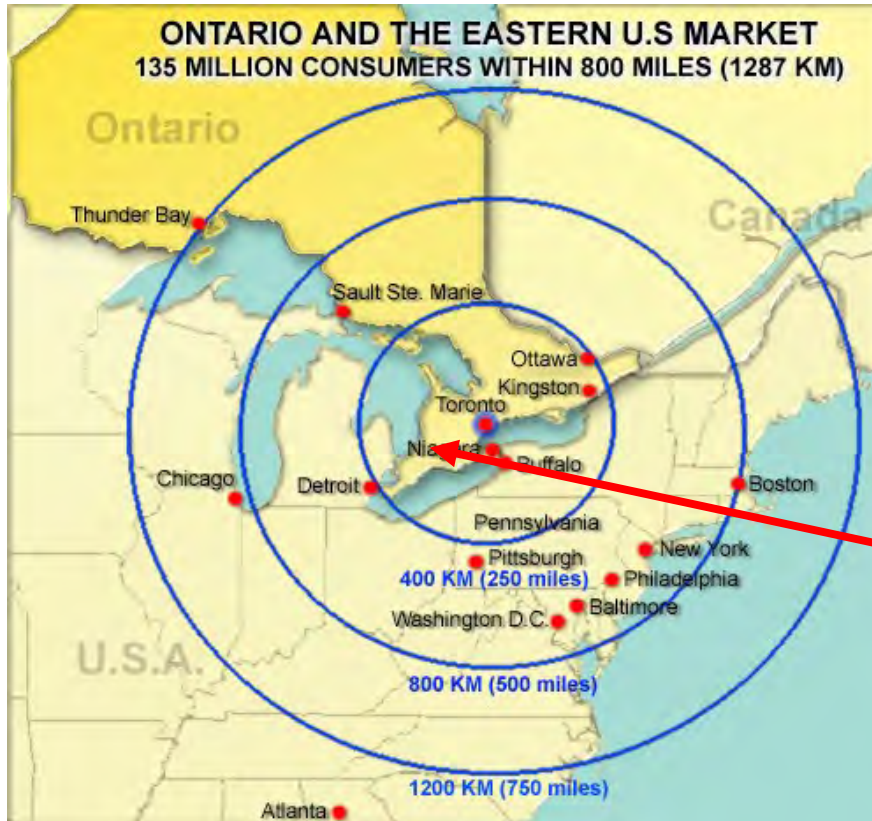 ONTARIO AND THE EASTERN U.S MARKET
135 MILLION CONSUMERS WITHIN 800 MILES (1287 KM)
Ontario
Canada
Thunder Bay
Sault Ste. Marie
Ottawa
Kingston
Toronto
Niagara
Buffalo
Chicago
Detroit
Boston
Pennsylvania
New York
Pittsburgh
400 KM (250 miles)
Philadelphia
Baltimore
Washington D.C.
U.S.A.
800 KM (500 miles)
1200 KM (750 miles)
Atlanta